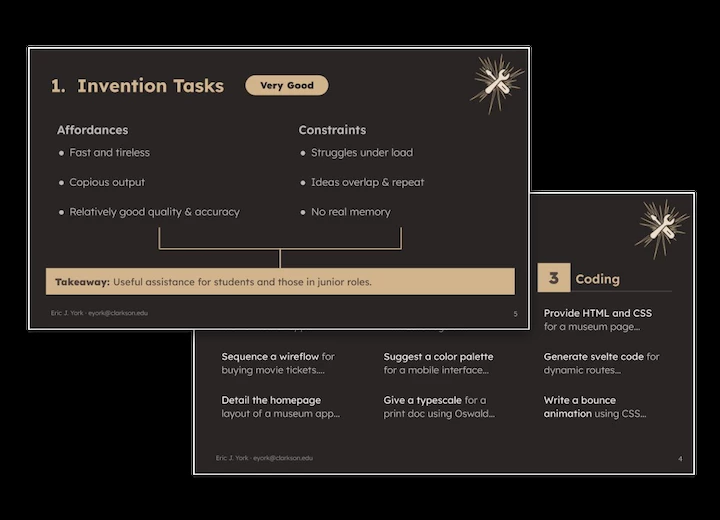 1. Invention Tasks
Very Good
Affordances
• Fast and tireless
• Copious output
• Relatively good quality & accuracy
Constraints
• Struggles under load
• Ideas overlap & repeat
• No real memory
Takeaway: Useful assistance for students and those in junior roles.
Eric J. York · eyork@clarkson.edu
5
Sequence a wireflow for
buying movie tickets....
Detail the homepage
layout of a museum app...
Suggest a color palette
for a mobile interface...
Give a typescale for a
print doc using Oswald...
3 Coding
Provide HTML and CSS
for a museum page...
Generate svelte code for
dynamic routes...
Write a bounce
animation using CSS...
Eric J. York · eyork@clarkson.edu
4